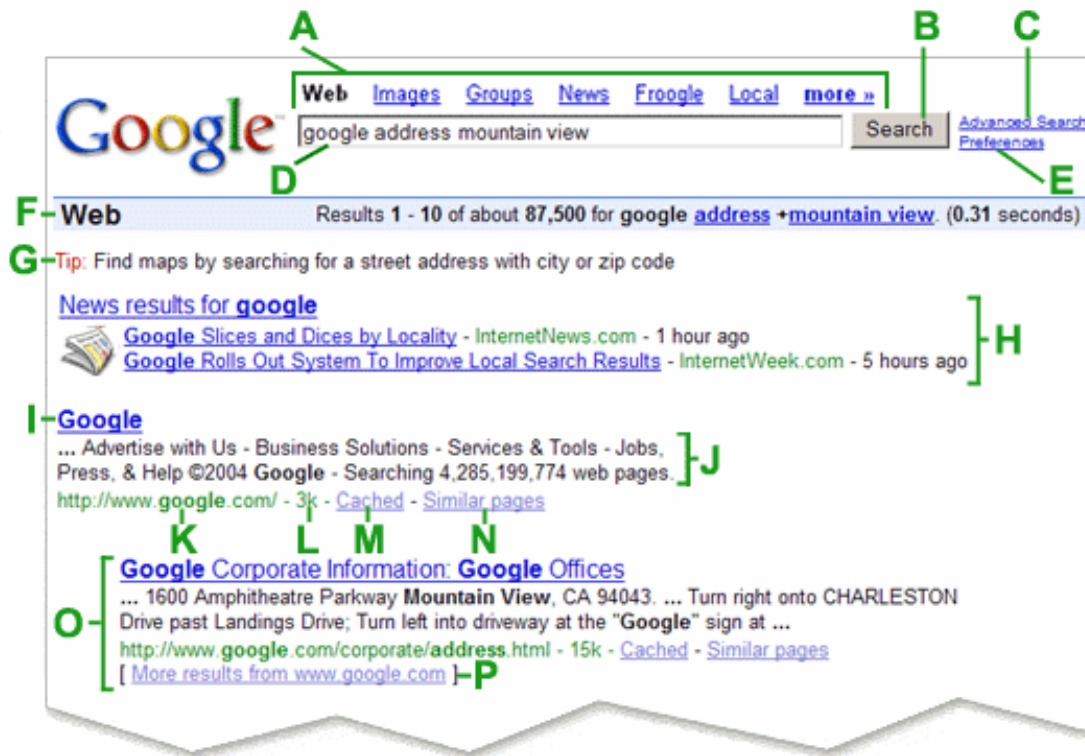 A B C
Web Images Groups News Froogle Local more »
Google™ google address mountain view Search Advanced Search
Preferences
D E
F Web Results 1 - 10 of about 87,500 for google address +mountain view. (0.31 seconds)
G Tip: Find maps by searching for a street address with city or zip code
News results for google
Google Slices and Dices by Locality - InternetNews.com - 1 hour ago
H
Google Rolls Out System To Improve Local Search Results - InternetWeek.com - 5 hours ago
I Google
... Advertise with Us - Business Solutions - Services & Tools - Jobs,
J
Press, & Help ©2004 Google - Searching 4,285,199,774 web pages.
http://www.google.com/ - 3k - Cached - Similar pages
K L M N
Google Corporate Information: Google Offices
... 1600 Amphitheatre Parkway Mountain View, CA 94043. ... Turn right onto CHARLESTON
O
Drive past Landings Drive; Turn left into driveway at the "Google" sign at ...
http://www.google.com/corporate/address.html - 15k - Cached - Similar pages
[ More results from www.google.com ] P